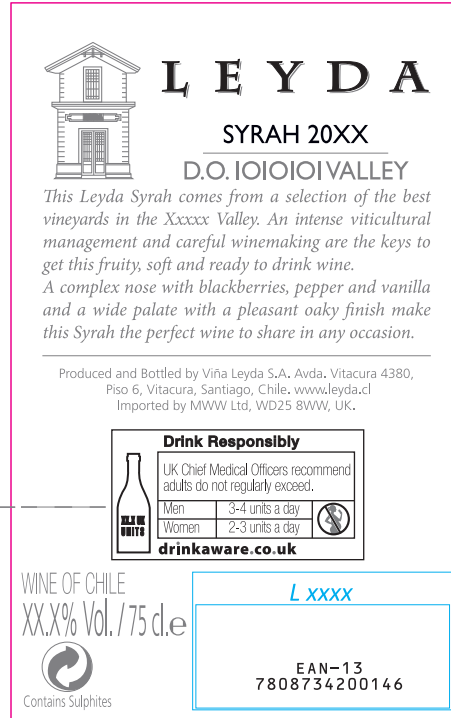 LEYDA
SYRAH 20XX
D.O. IOIOIOI VALLEY
This Leyda Syrah comes from a selection of the best
vineyards in the Xxxxx Valley. An intense viticultural
management and careful winemaking are the keys to
get this fruity, soft and ready to drink wine.
A complex nose with blackberries, pepper and vanilla
and a wide palate with a pleasant oaky finish make
this Syrah the perfect wine to share in any occasion.
Produced and Bottled by Viña Leyda S.A. Avda. Vitacura 4380,
Piso 6, Vitacura, Santiago, Chile. www.leyda.cl
Imported by MWW Ltd, WD25 8WW, UK.
Drink Responsibly
UK Chief Medical Officers recommend
adults do not regularly exceed.
Men 3-4 units a day
Women 2-3 units a day
UNITS
drinkaware.co.uk
WINE OF CHILE
XX.X% Vol. / 75 cl.e
Contains Sulphites
L xxxx
EAN-13
7808734200146